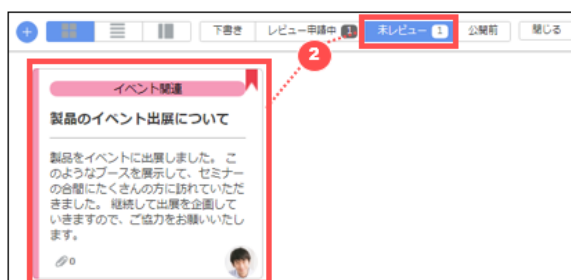 下書き レビュー申請中 1 未レビュー 1 公開前 閉じる
2
イベント関連
製品のイベント出展について
製品をイベントに出展しました。 こ
のようなブースを展示して、セミナー
の合間にたくさんの方に訪れていただ
きました。 継続して出展を企画して
いきますので、ご協力をお願いいたし
ます。
0